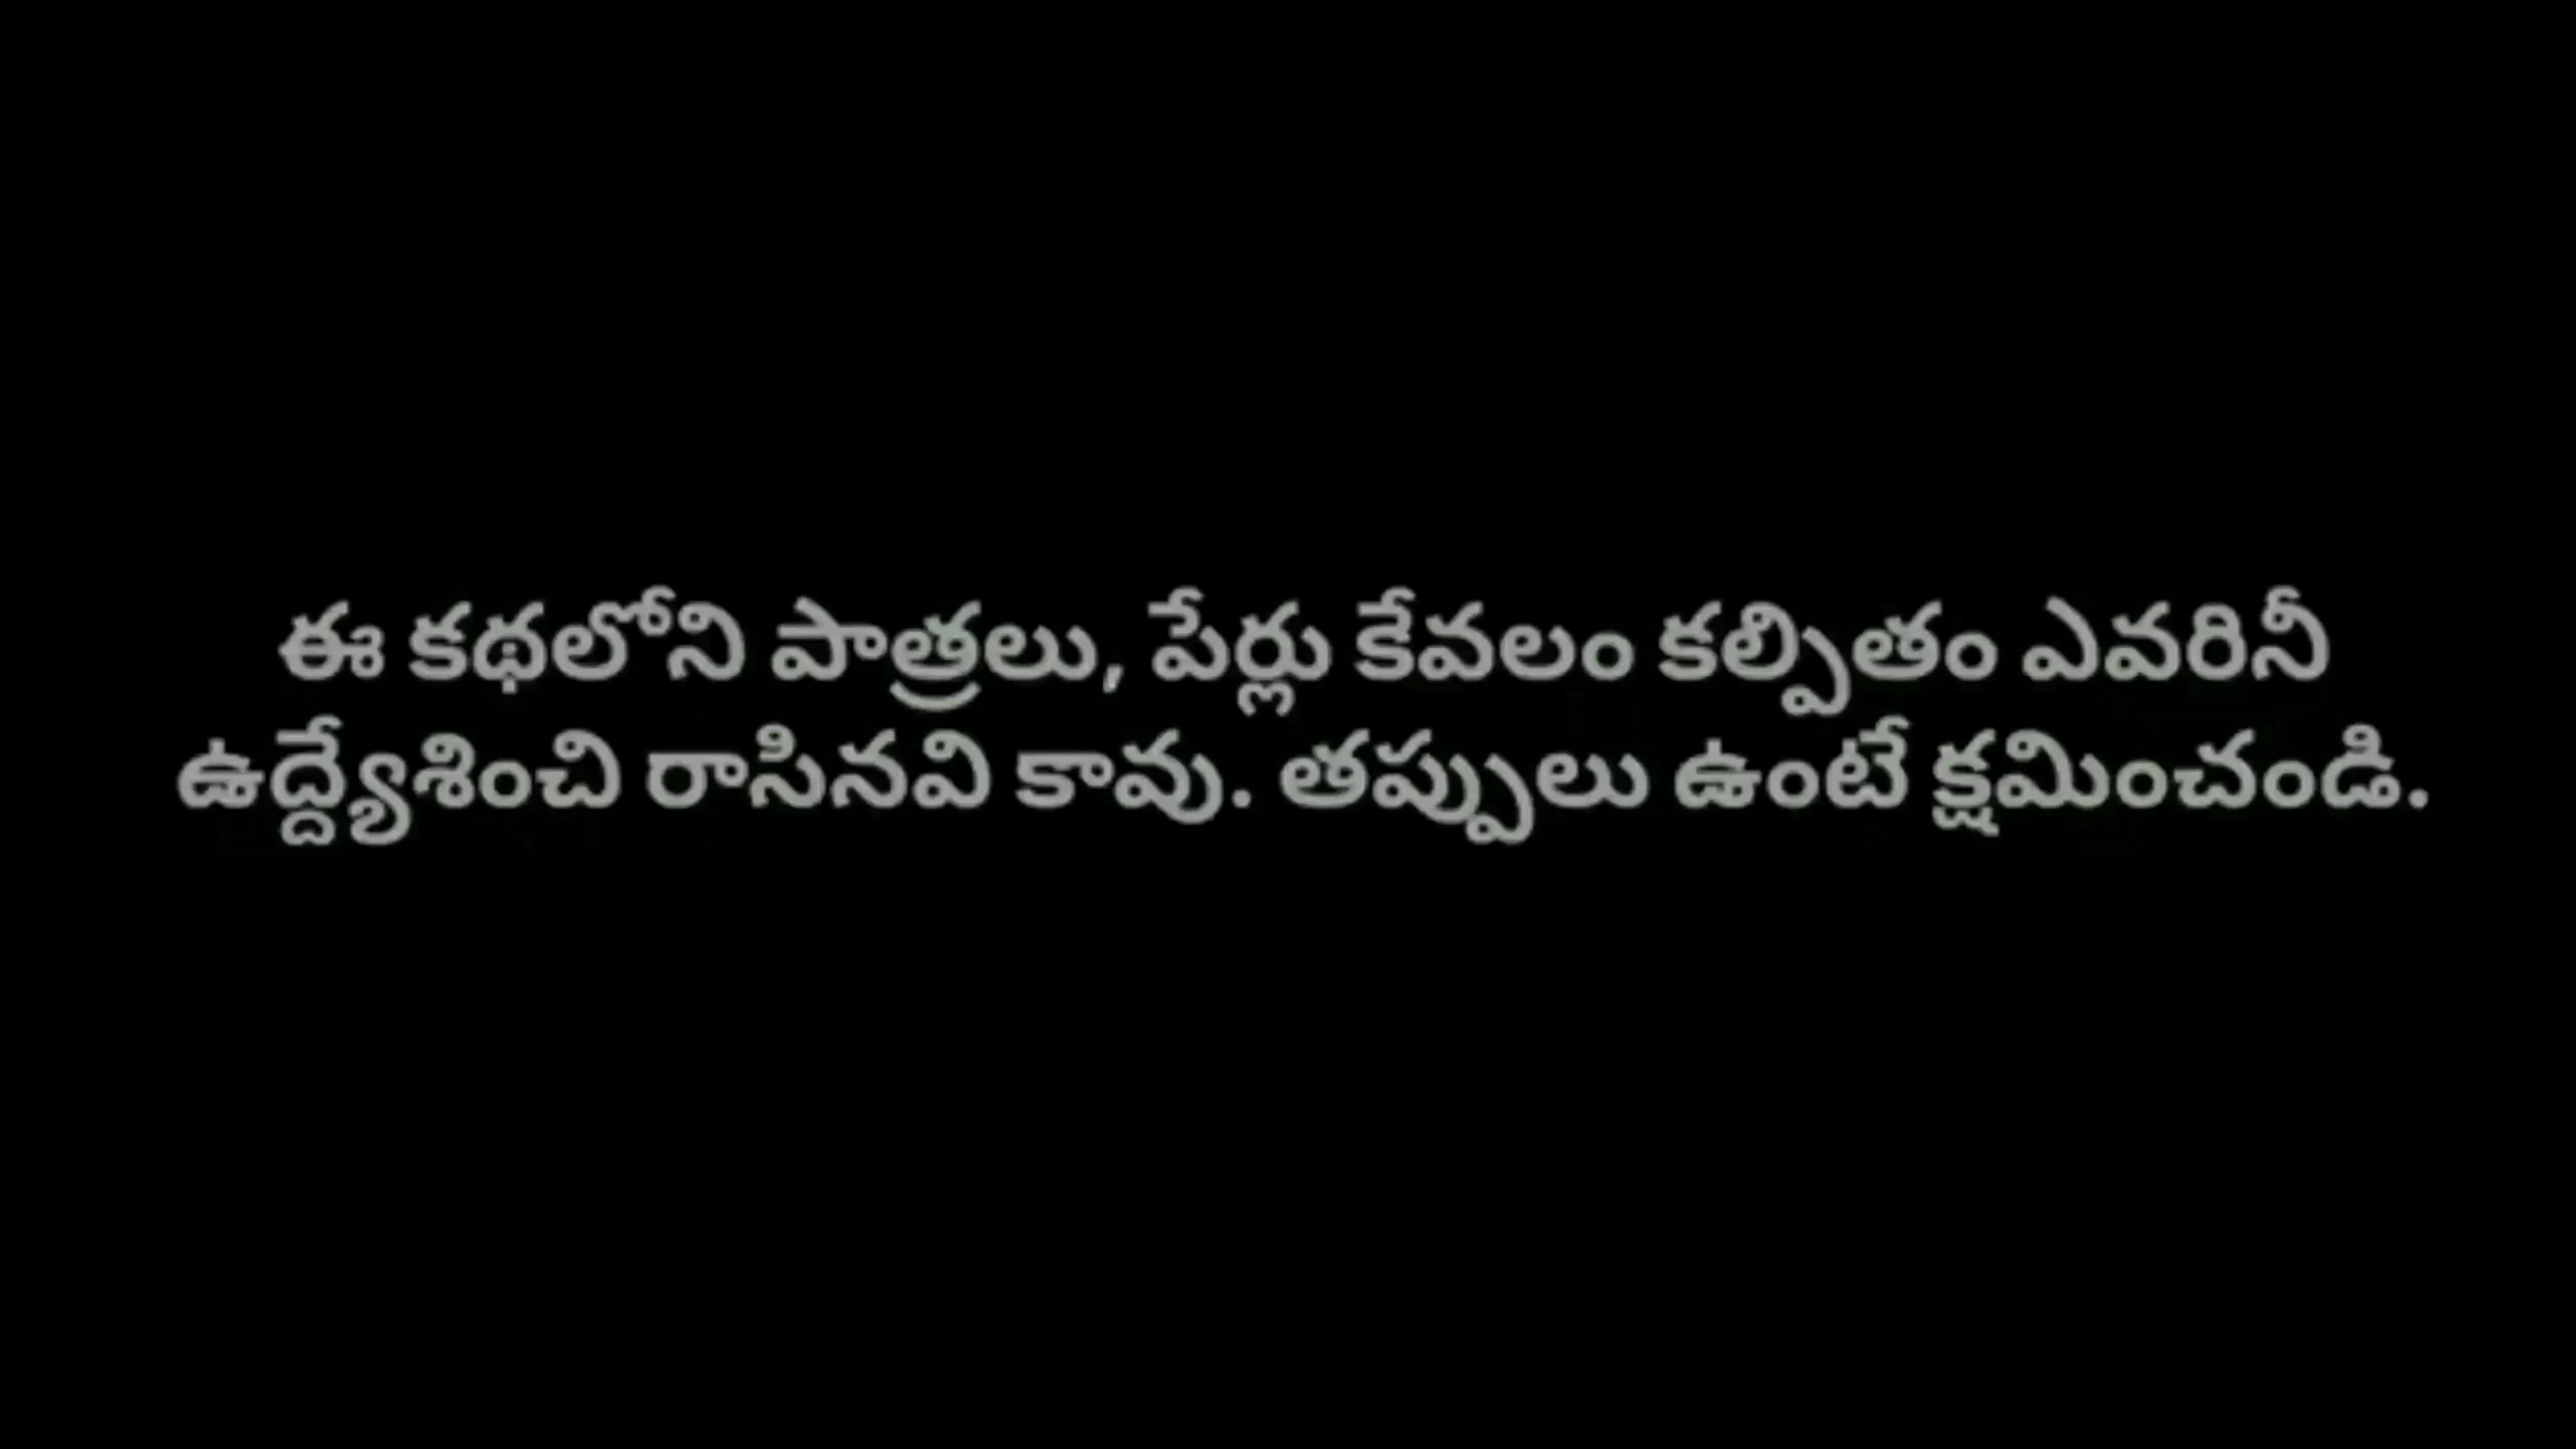 ఈ కథలోని పాత్రలు, పేర్లు కేవలం కల్పితం ఎవరినీ
ఉద్ద్యేశించి రాసినవి కావు. తప్పులు ఉంటే క్షమించండి.